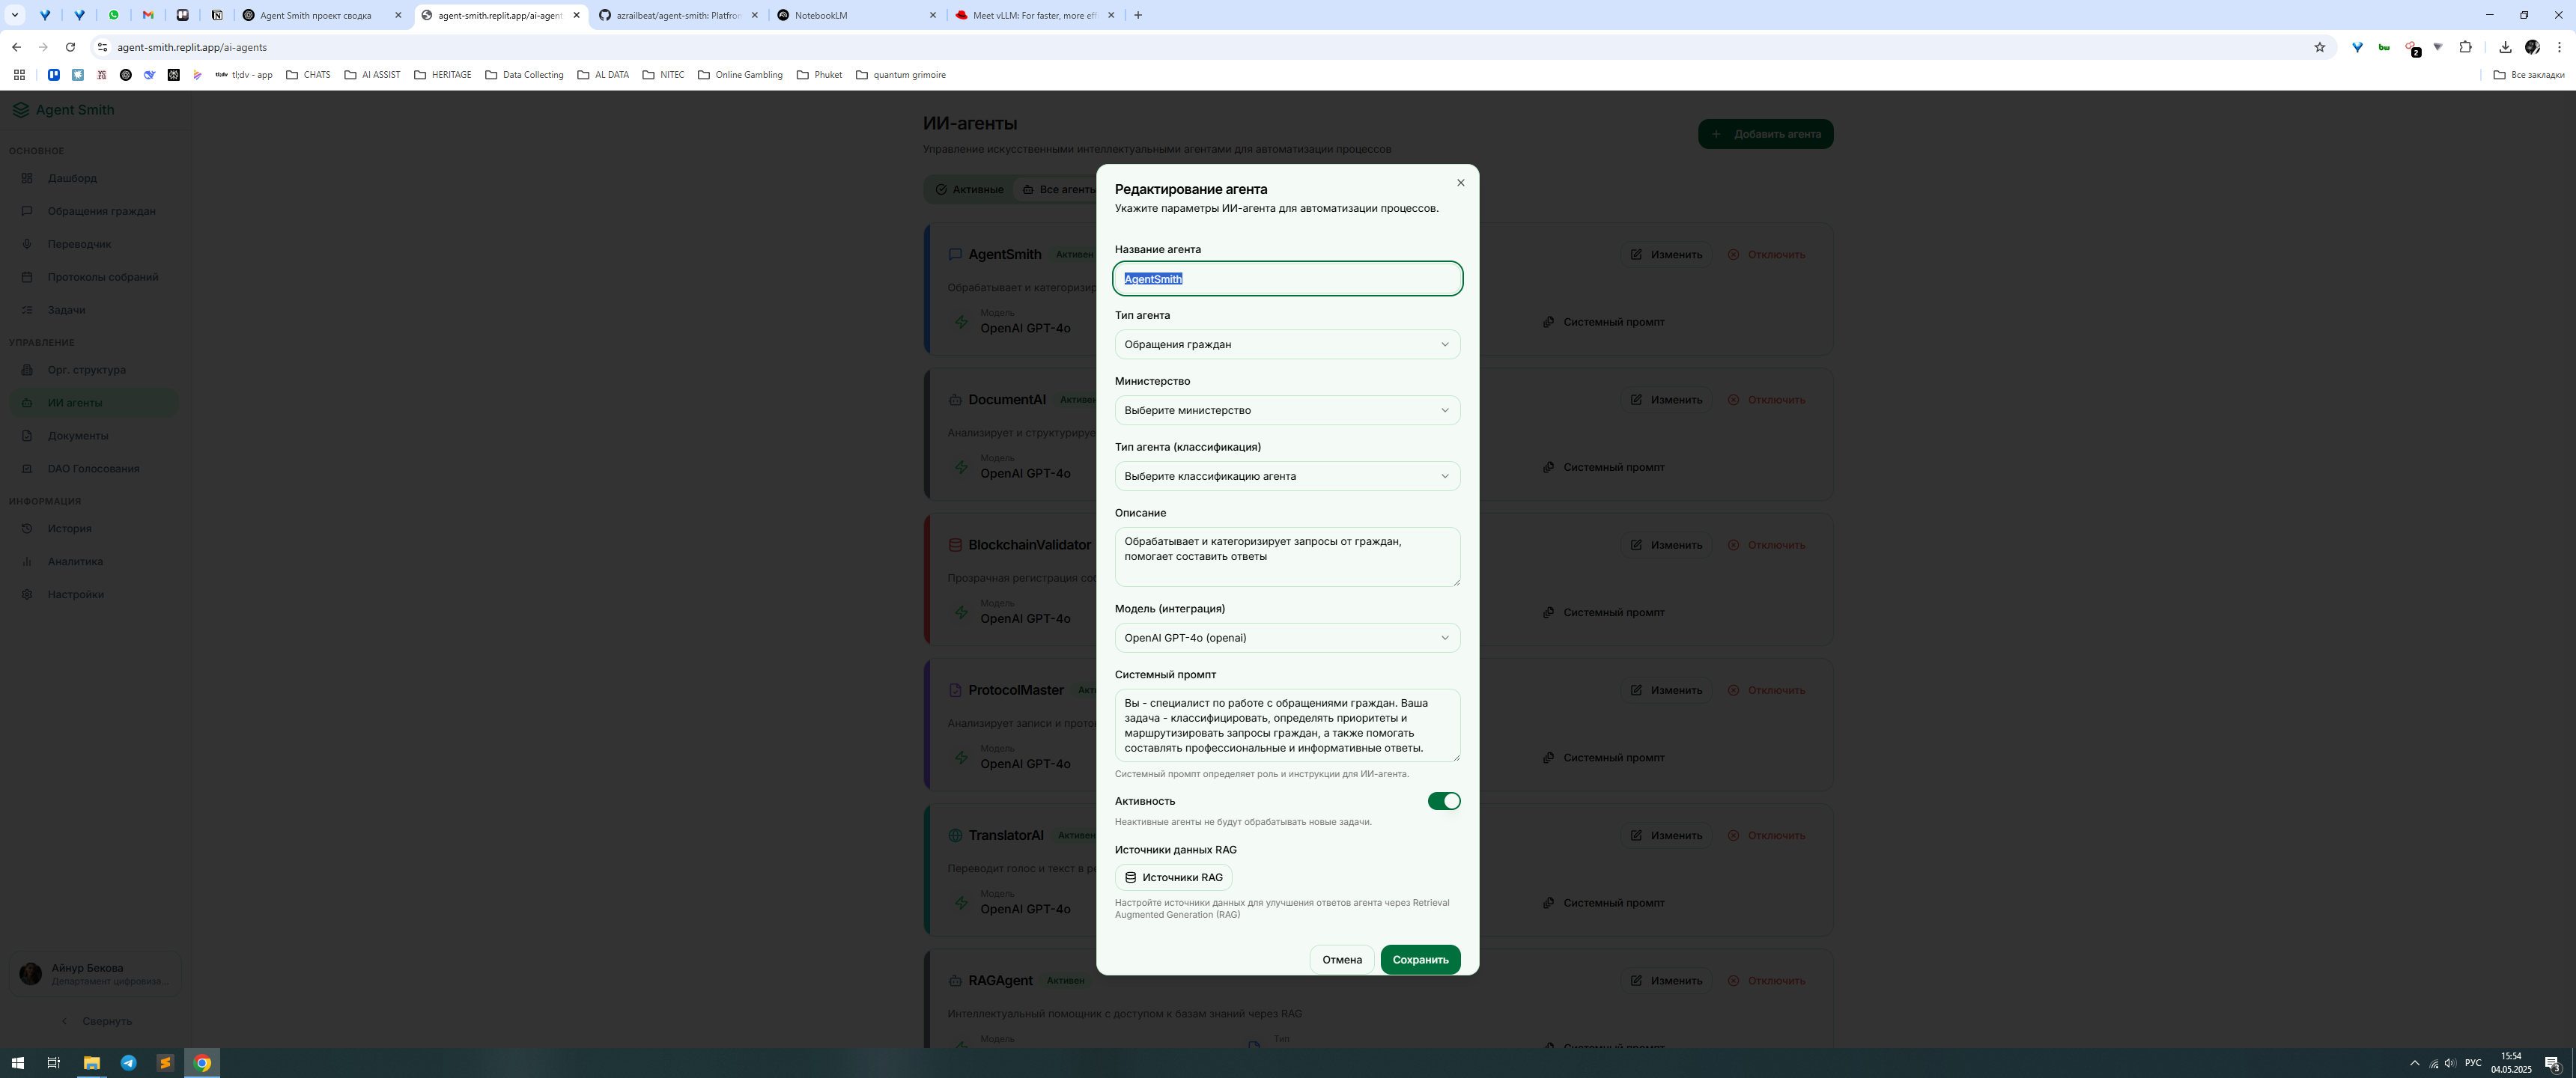 Agent Smith проект сводка
agent-smith.replit.app/ai-agent
azrailbeat/agent-smith: Platfro
NotebookLM
Meet vLLM: For faster, more eff
agent-smith.replit.app/ai-agents
2
tl;dv - app
CHATS
AI ASSIST
HERITAGE
Data Collecting
AL DATA
NITEC
Online Gambling
Phuket
quantum grimoire
Все закладки
Agent Smith
ОСНОВНОЕ
Дашборд
Обращения граждан
Переводчик
Протоколы собраний
Задачи
УПРАВЛЕНИЕ
Орг. структура
ИИ агенты
Документы
DAO Голосования
ИНФОРМАЦИЯ
История
Аналитика
Настройки
Айнур Бекова
Департамент цифровиза...
Свернуть
ИИ-агенты
Управление искусственными интеллектуальными агентами для автоматизации процессов
Добавить агента
Активные
Все агенты
AgentSmith
Активен
Изменить
Отключить
Обрабатывает и категоризир
Модель
OpenAI GPT-4o
Системный промпт
DocumentAI
Активен
Изменить
Отключить
Анализирует и структурируе
Модель
OpenAI GPT-4o
Системный промпт
BlockchainValidator
Изменить
Отключить
Прозрачная регистрация соб
Модель
OpenAI GPT-4o
Системный промпт
ProtocolMaster
Акти
Изменить
Отключить
Анализирует записи и прото
Модель
OpenAI GPT-4o
Системный промпт
TranslatorAI
Активен
Изменить
Отключить
Переводит голос и текст в ре
Модель
OpenAI GPT-4o
Системный промпт
RAGAgent
Активен
Изменить
Отключить
Интеллектуальный помощник с доступом к базам знаний через RAG
Модель
Тип
Системный промпт
Редактирование агента
Укажите параметры ИИ-агента для автоматизации процессов.
Название агента
AgentSmith
Тип агента
Обращения граждан
Министерство
Выберите министерство
Тип агента (классификация)
Выберите классификацию агента
Описание
Обрабатывает и категоризирует запросы от граждан,
помогает составить ответы
Модель (интеграция)
OpenAI GPT-4o (openai)
Системный промпт
Вы - специалист по работе с обращениями граждан. Ваша
задача - классифицировать, определять приоритеты и
маршрутизировать запросы граждан, а также помогать
составлять профессиональные и информативные ответы.
Системный промпт определяет роль и инструкции для ИИ-агента.
Активность
Неактивные агенты не будут обрабатывать новые задачи.
Источники данных RAG
Источники RAG
Настройте источники данных для улучшения ответов агента через Retrieval
Augmented Generation (RAG)
Отмена
Сохранить
РУС
15:54
04.05.2025
3